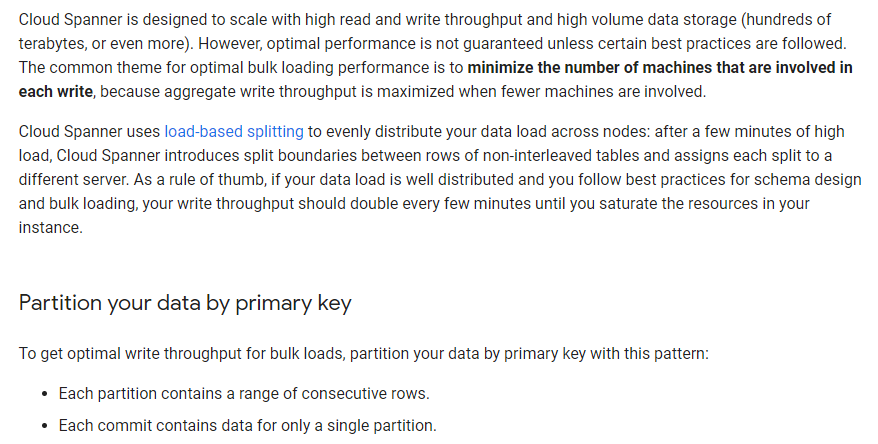 Cloud Spanner is designed to scale with high read and write throughput and high volume data storage (hundreds of
terabytes, or even more). However, optimal performance is not guaranteed unless certain best practices are followed.
The common theme for optimal bulk loading performance is to minimize the number of machines that are involved in
each write, because aggregate write throughput is maximized when fewer machines are involved.
Cloud Spanner uses load-based splitting to evenly distribute your data load across nodes: after a few minutes of high
load, Cloud Spanner introduces split boundaries between rows of non-interleaved tables and assigns each split to a
different server. As a rule of thumb, if your data load is well distributed and you follow best practices for schema design
and bulk loading, your write throughput should double every few minutes until you saturate the resources in your
instance.
Partition your data by primary key
To get optimal write throughput for bulk loads, partition your data by primary key with this pattern:
• Each partition contains a range of consecutive rows.
• Each commit contains data for only a single partition.